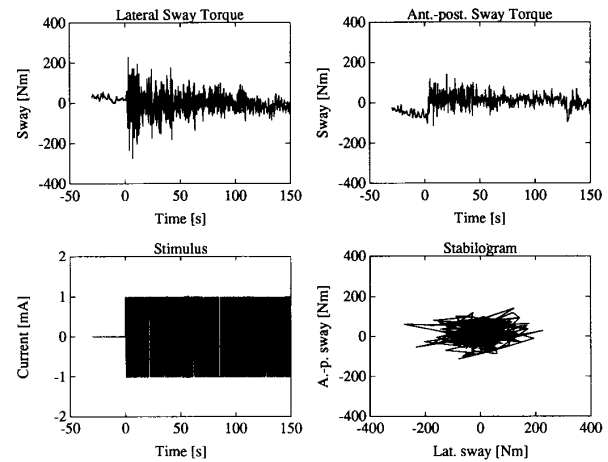 Lateral Sway Torque
400
200
0
-200
-400
-50 0 50 100 150
Sway [Nm]
Time [s]
Ant.-post. Sway Torque
400
200
0
-200
-400
-50 0 50 100 150
Sway [Nm]
Time [s]
Stimulus
2
1
0
-1
-2
-50 0 50 100 150
Current [mA]
Time [s]
Stabilogram
400
200
0
-200
-400
-400 -200 0 200 400
A.-p. sway [Nm]
Lat. sway [Nm]